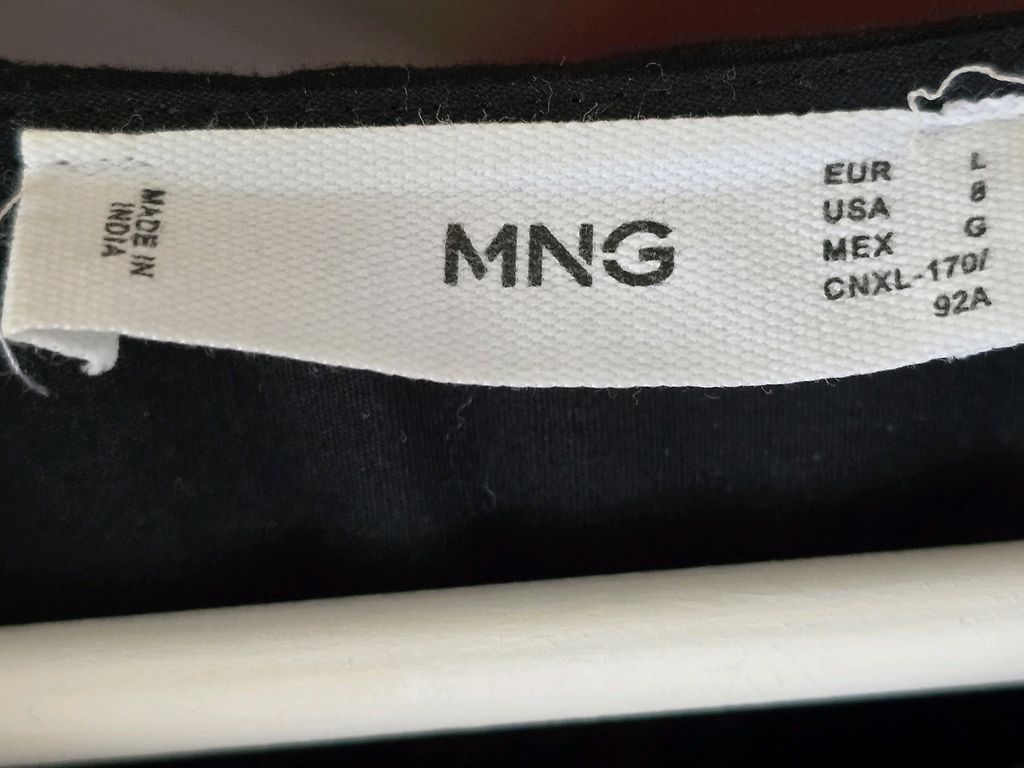 MADE IN
INDIA
MNG
EUR L
USA 8
MEX G
CNXL-170/
92A